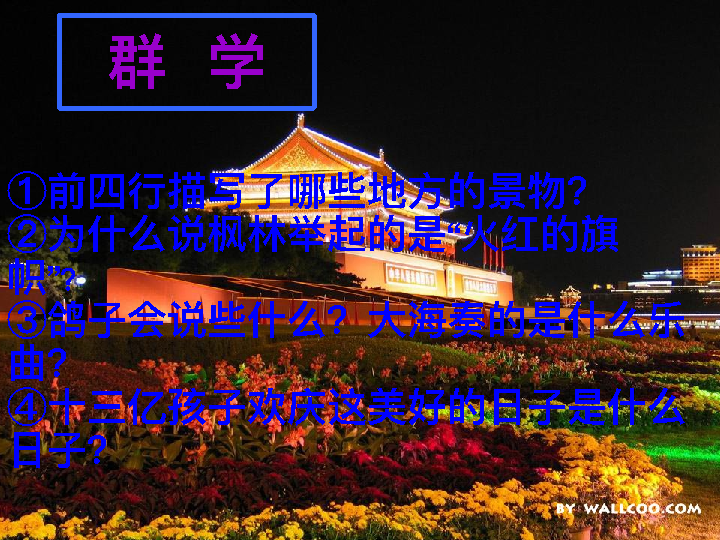 群 学
①前四行描写了哪些地方的景物?
②为什么说枫林举起的是“火红的旗
帜”?
③鸽子会说些什么?大海奏的是什么乐
曲?
④十三亿孩子欢庆这美好的日子是什么
日子?
BY WALLCOO.COM